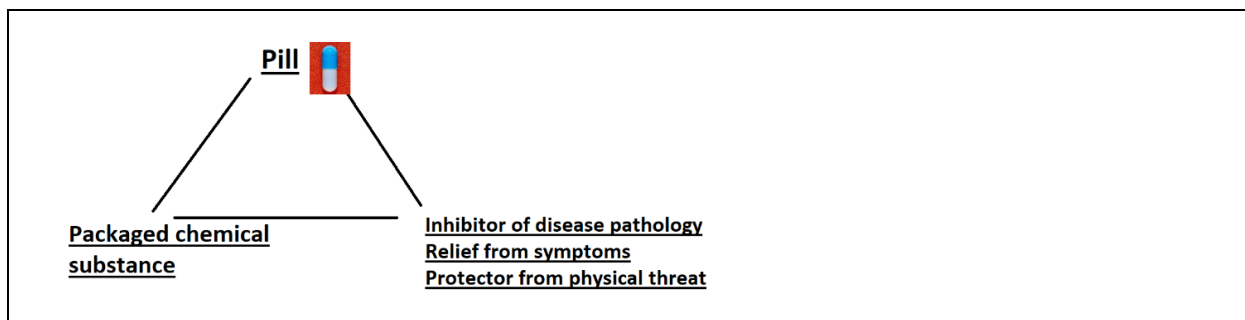 Pill
Packaged chemical
substance
Inhibitor of disease pathology
Relief from symptoms
Protector from physical threat